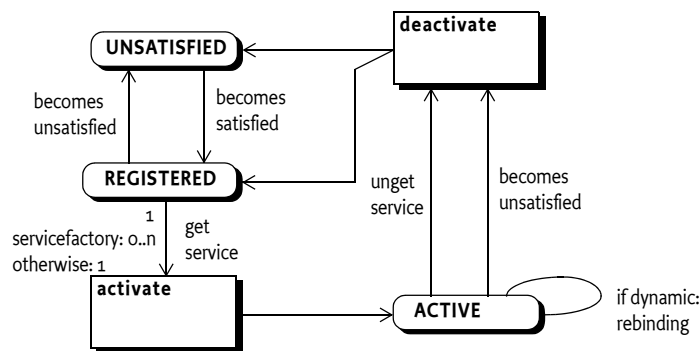 deactivate
UNSATISFIED
becomes
unsatisfied
becomes
satisfied
REGISTERED
unget
service
becomes
unsatisfied
1
servicefactory: 0..n
otherwise: 1
get
service
activate
ACTIVE
if dynamic:
rebinding